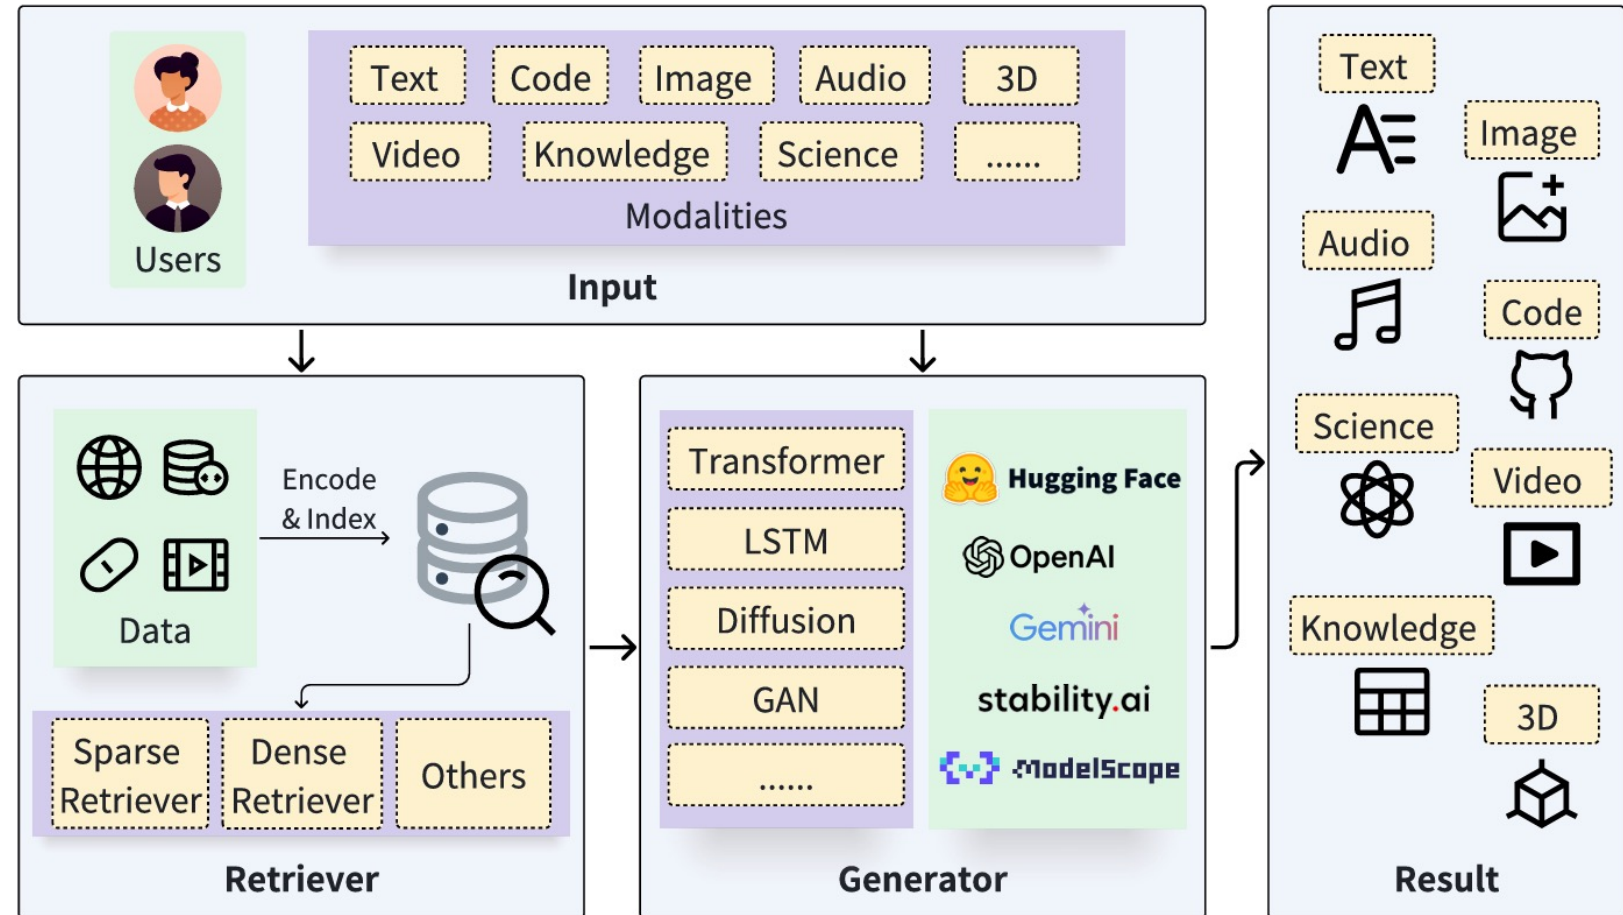 Users
Text
Code
Image
Audio
3D
Video
Knowledge
Science
......
Modalities
Input
Data
Encode
& Index
Sparse
Retriever
Dense
Retriever
Others
Retriever
Transformer
LSTM
Diffusion
GAN
......
Hugging Face
OpenAI
Gemini
stability.ai
ModelScope
Generator
Text
Image
Audio
Code
Science
Video
Knowledge
3D
Result